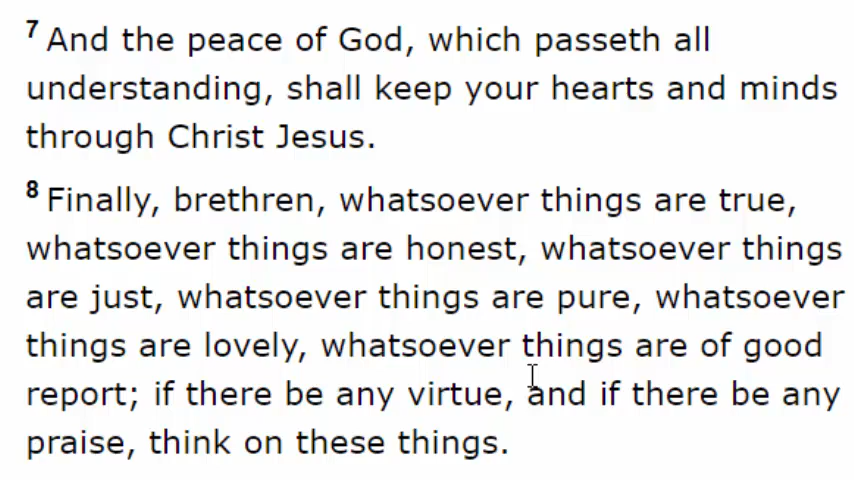 7 And the peace of God, which passeth all
understanding, shall keep your hearts and minds
through Christ Jesus.
8 Finally, brethren, whatsoever things are true,
whatsoever things are honest, whatsoever things
are just, whatsoever things are pure, whatsoever
things are lovely, whatsoever things are of good
report; if there be any virtue, and if there be any
praise, think on these things.